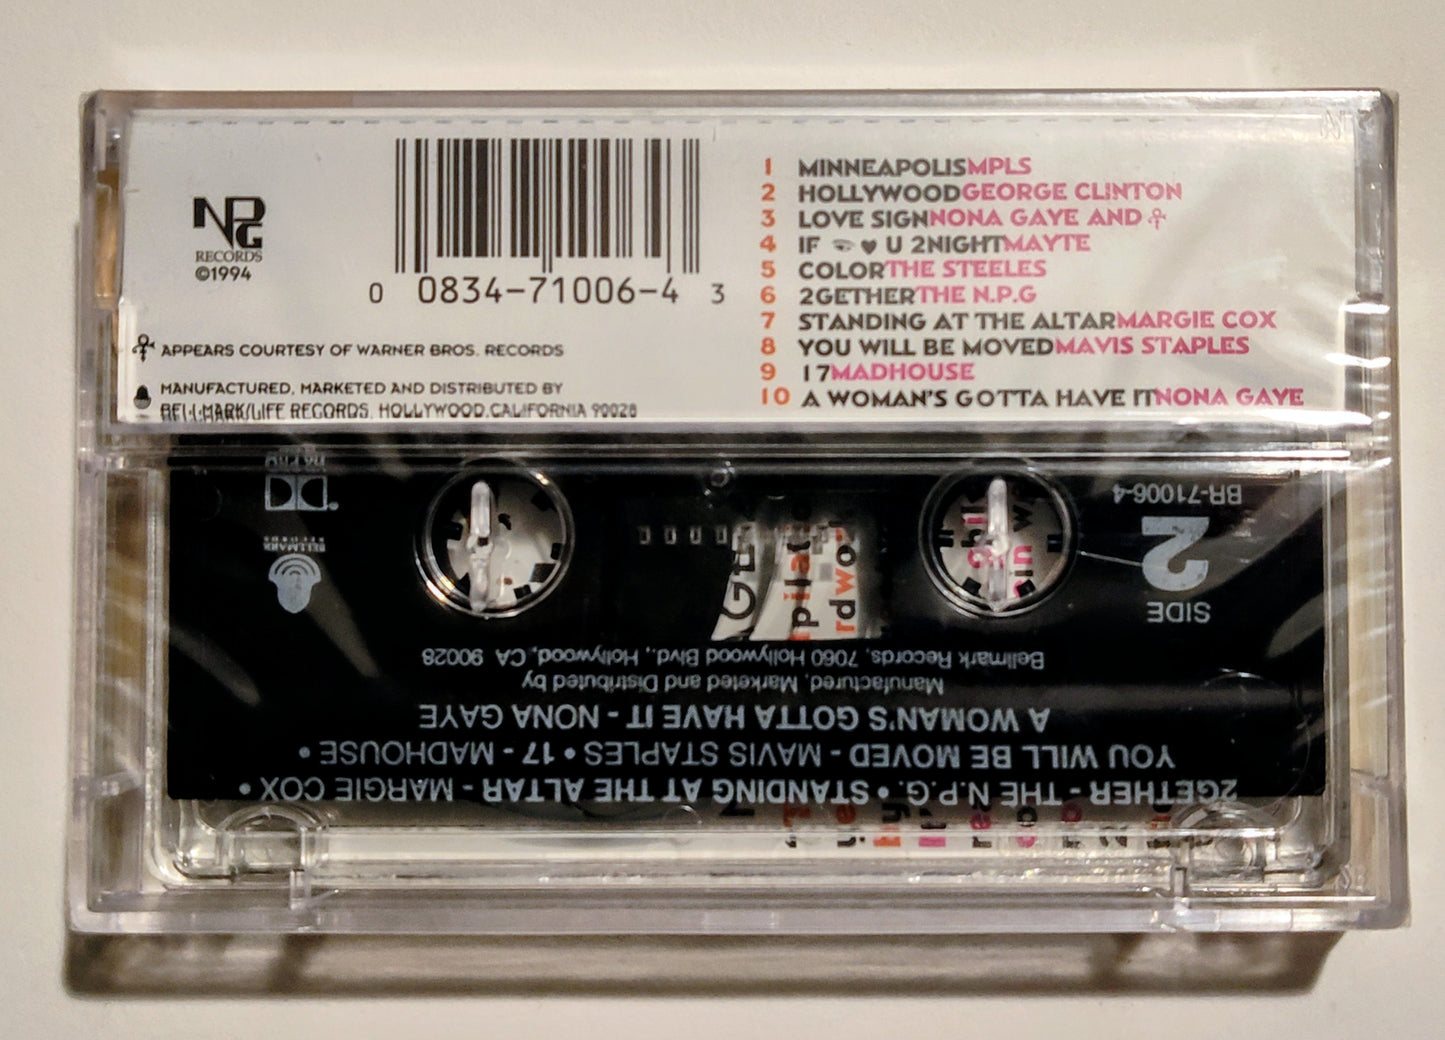 NPG
RECORDS
©1994
0 0834-71006-4 3
APPEARS COURTESY OF WARNER BROS. RECORDS
MANUFACTURED, MARKETED AND DISTRIBUTED BY
BELLMARK/LIFE RECORDS, HOLLYWOOD, CALIFORNIA 90028
1 MINNEAPOLIS MPLS
2 HOLLYWOOD GEORGE CLINTON
3 LOVE SIGN NONA GAYE AND
4 IF 👁 ♥ U 2NIGHT MAYTE
5 COLOR THE STEELES
6 2GETHER THE N.P.G
7 STANDING AT THE ALTAR MARGIE COX
8 YOU WILL BE MOVED MAVIS STAPLES
9 17 MADHOUSE
10 A WOMAN'S GOTTA HAVE IT NONA GAYE
2GETHER - THE N.P.G. • STANDING AT THE ALTAR - MARGIE COX •
YOU WILL BE MOVED - MAVIS STAPLES • 17 - MADHOUSE •
A WOMAN'S GOTTA HAVE IT - NONA GAYE
Manufactured, Marketed and Distributed by
Bellmark Records, 7060 Hollywood Blvd., Hollywood, CA 90028
SIDE
2
BR-71006-4
BELLMARK
RECORDS